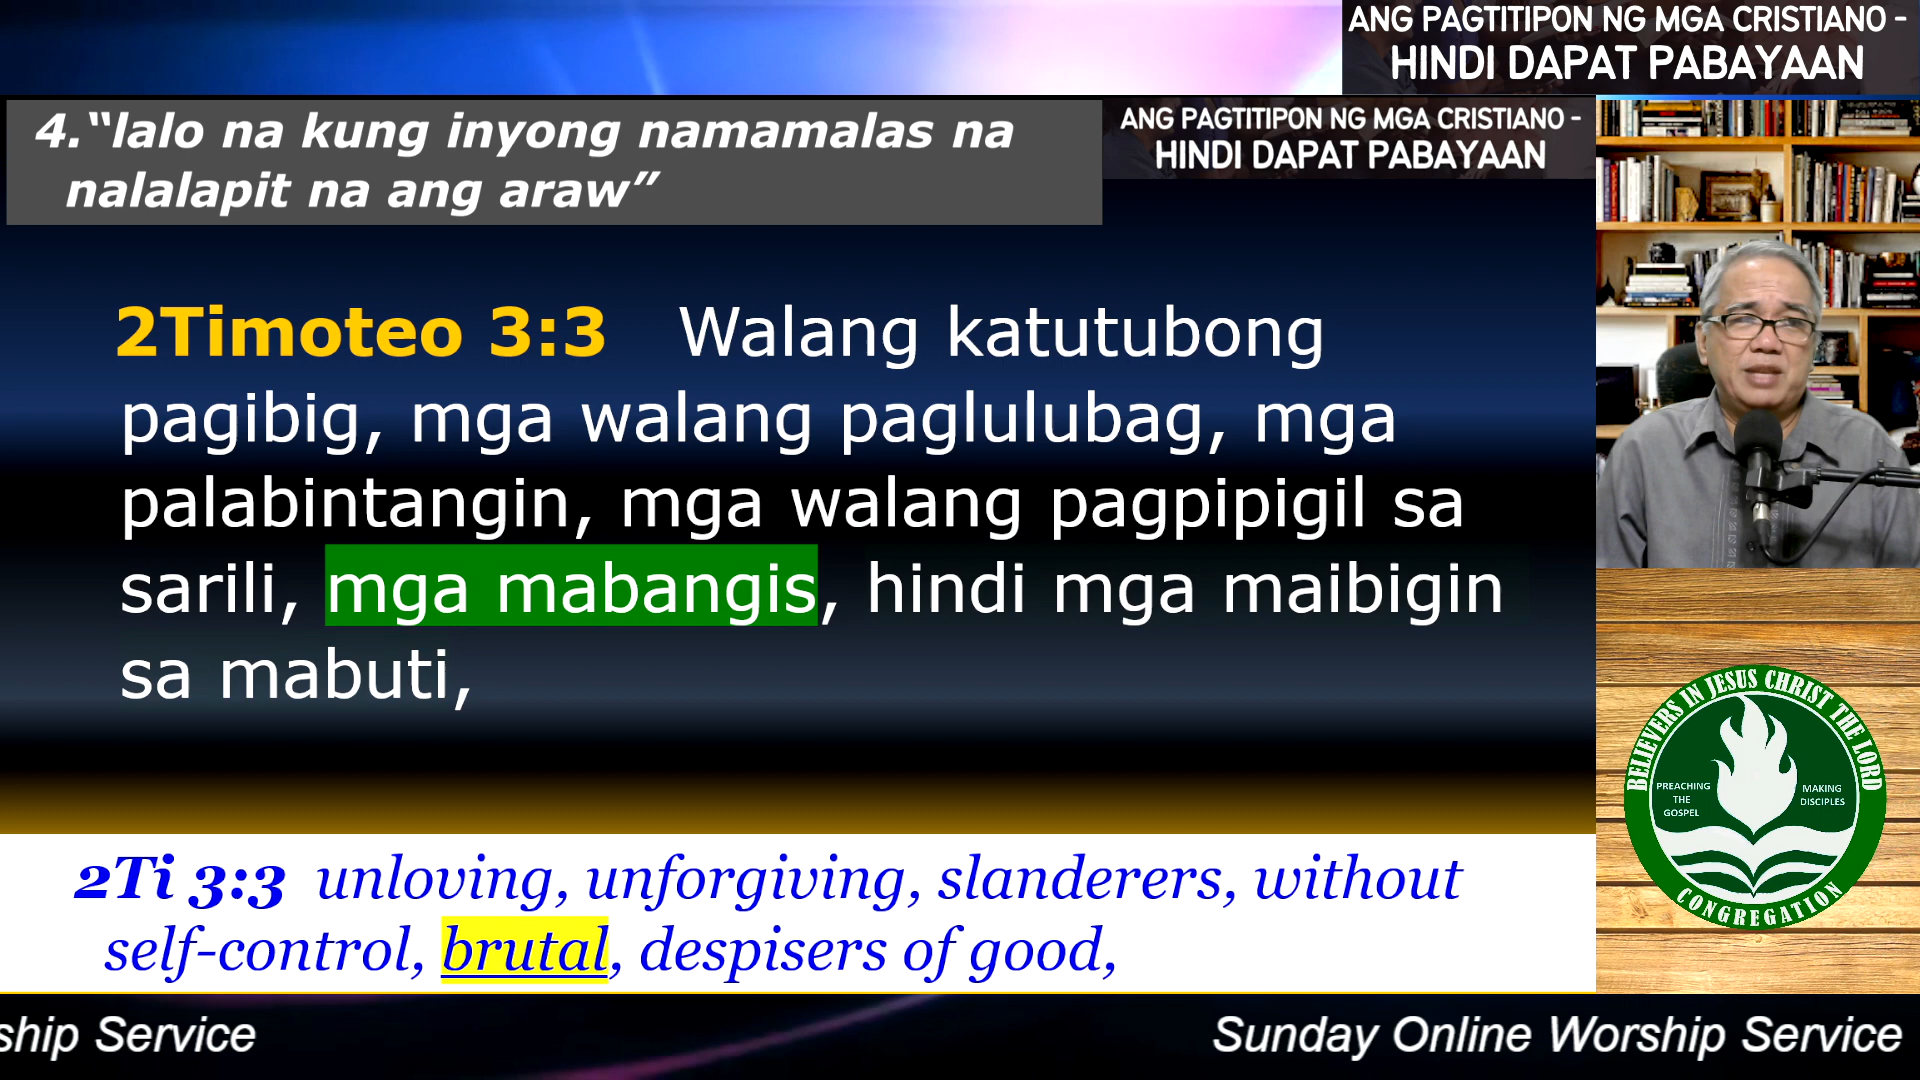 ANG PAGTITIPON NG MGA CRISTIANO -
HINDI DAPAT PABAYAAN
4.“lalo na kung inyong namamalas na
nalalapit na ang araw”
ANG PAGTITIPON NG MGA CRISTIANO -
HINDI DAPAT PABAYAAN
2Timoteo 3:3 Walang katutubong
pagibig, mga walang paglulubag, mga
palabintangin, mga walang pagpipigil sa
sarili, mga mabangis, hindi mga maibigin
sa mabuti,
2Ti 3:3 unloving, unforgiving, slanderers, without
self-control, brutal, despisers of good,
BELIEVERS IN JESUS CHRIST THE LORD
PREACHING
THE
GOSPEL
MAKING
DISCIPLES
CONGREGATION
ship Service
Sunday Online Worship Service